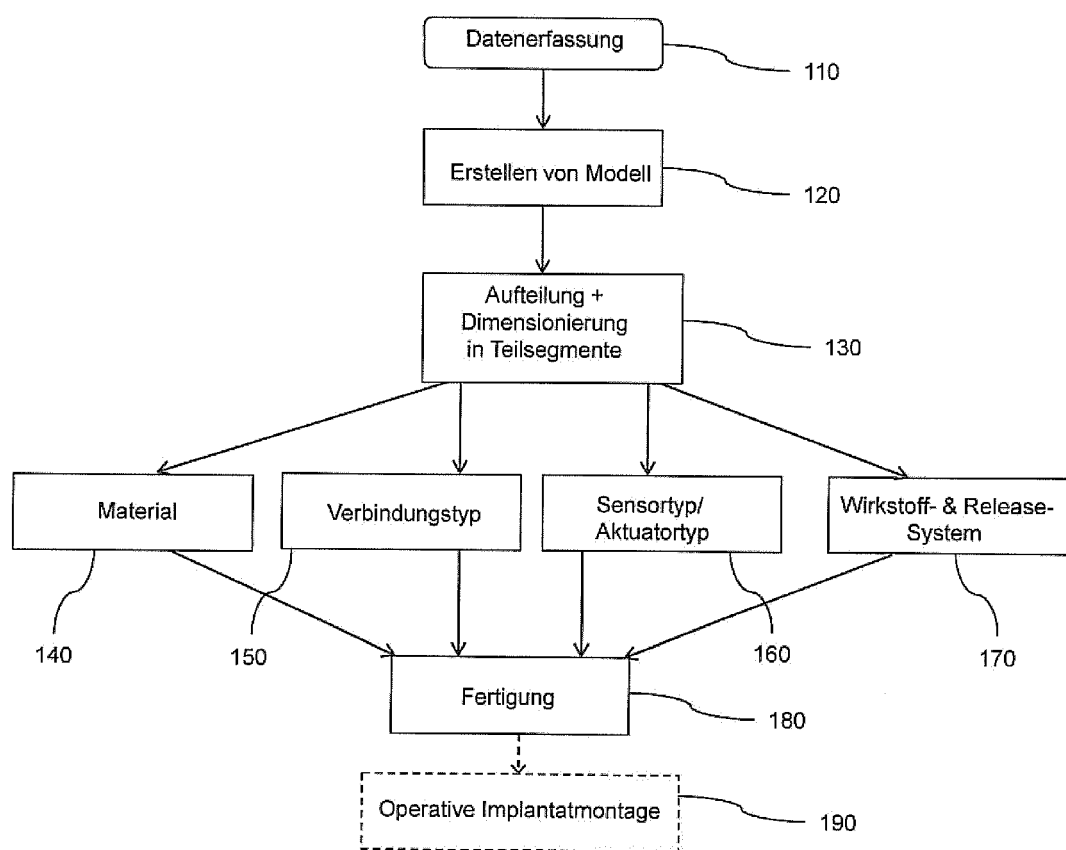 Datenerfassung
110
Erstellen von Modell
120
Aufteilung +
Dimensionierung
in Teilsegmente
130
Material
Verbindungstyp
Sensortyp/
Aktuatortyp
Wirkstoff- & Release-
System
140
150
160
170
Fertigung
180
Operative Implantatmontage
190